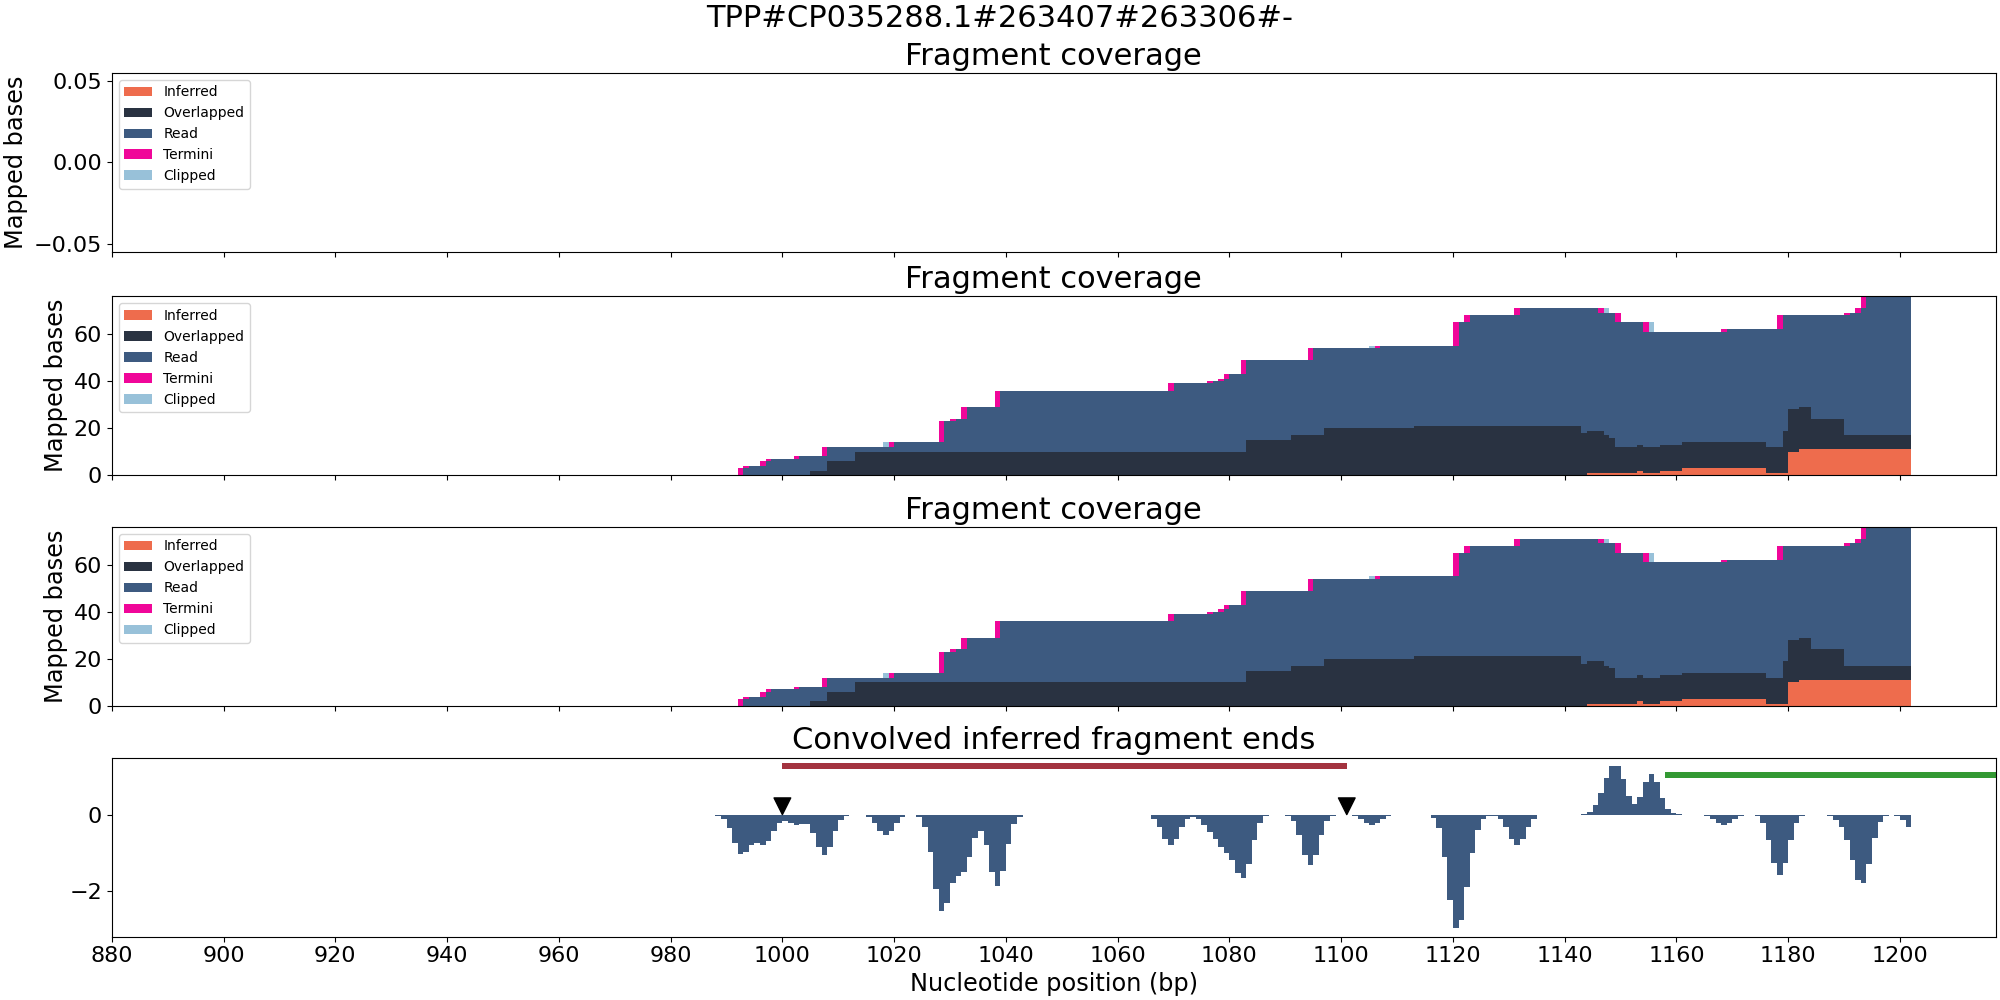 TPP#CP035288.1#263407#263306#-
Fragment coverage
Mapped bases
0.05
0.00
−0.05
Inferred
Overlapped
Read
Termini
Clipped
Fragment coverage
Mapped bases
60
40
20
0
Inferred
Overlapped
Read
Termini
Clipped
Fragment coverage
Mapped bases
60
40
20
0
Inferred
Overlapped
Read
Termini
Clipped
Convolved inferred fragment ends
0
−2
880 900 920 940 960 980 1000 1020 1040 1060 1080 1100 1120 1140 1160 1180 1200
Nucleotide position (bp)